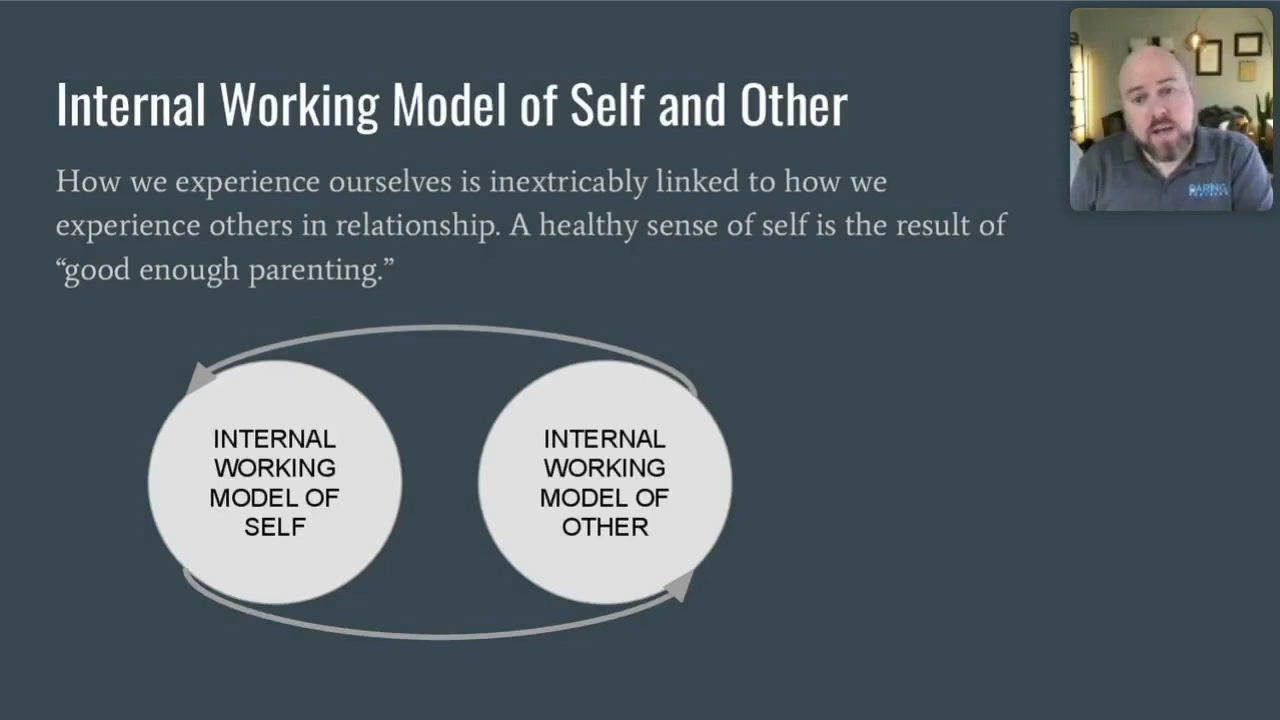 Internal Working Model of Self and Other
How we experience ourselves is inextricably linked to how we
experience others in relationship. A healthy sense of self is the result of
“good enough parenting.”
INTERNAL
WORKING
MODEL OF
SELF
INTERNAL
WORKING
MODEL OF
OTHER
DARING